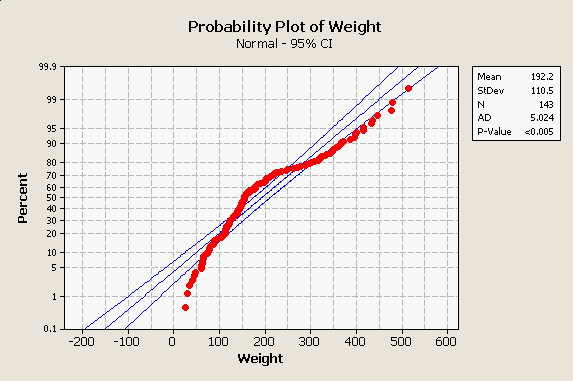 Probability Plot of Weight
Normal - 95% CI
99.9
99
95
90
80
70
60
50
40
30
20
10
5
1
0.1
Percent
-200 -100 0 100 200 300 400 500 600
Weight
Mean 192.2
StDev 110.5
N 143
AD 5.024
P-Value <0.005